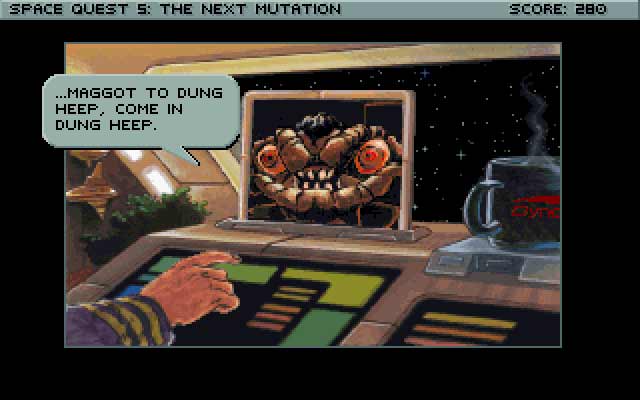 SPACE QUEST 5: THE NEXT MUTATION SCORE: 280
…MAGGOT TO DUNG
HEEP, COME IN
DUNG HEEP.